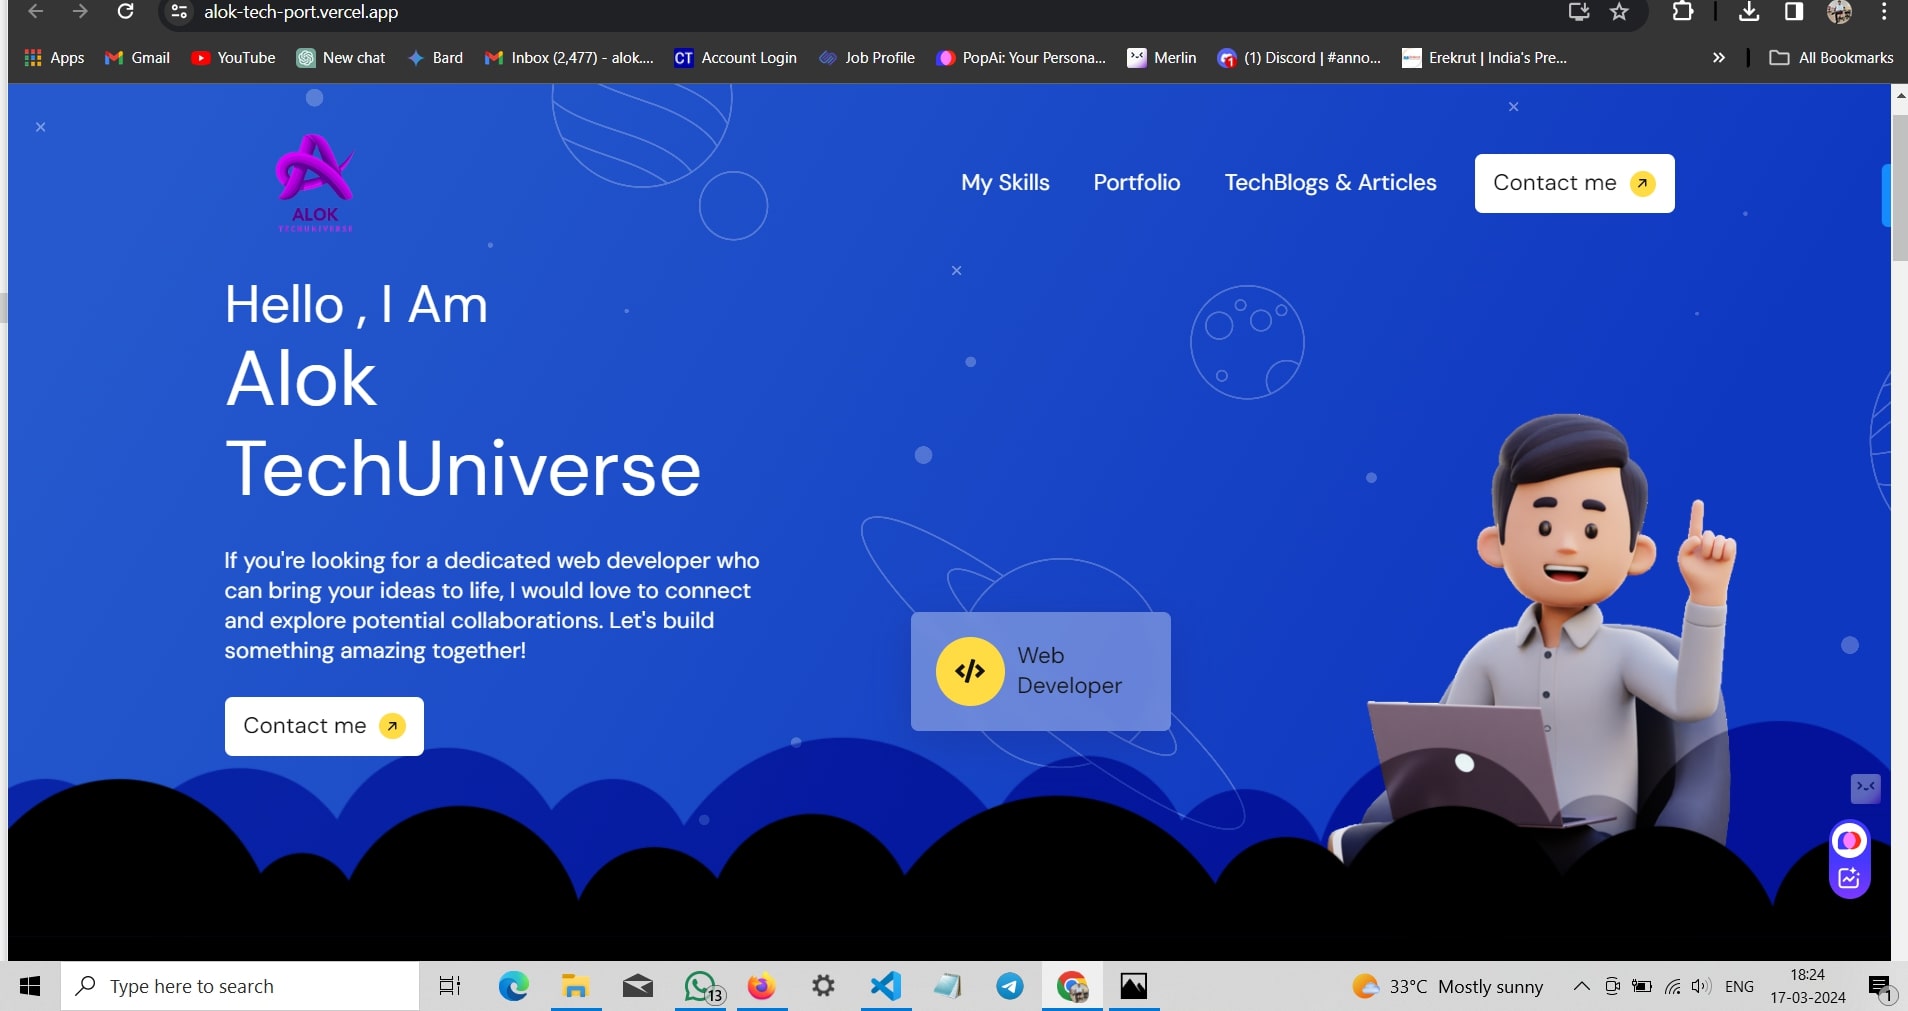 alok-tech-port.vercel.app
Apps
Gmail
YouTube
New chat
Bard
Inbox (2,477) - alok....
CT
Account Login
Job Profile
PopAi: Your Persona...
Merlin
(1) Discord | #anno...
Erekrut | India's Pre...
All Bookmarks
ALOK
TECHUNIVERSE
My Skills
Portfolio
TechBlogs & Articles
Contact me
Hello , I Am
Alok
TechUniverse
If you're looking for a dedicated web developer who
can bring your ideas to life, I would love to connect
and explore potential collaborations. Let's build
something amazing together!
Contact me
</>
Web
Developer
Type here to search
13
33°C Mostly sunny
ENG
18:24
17-03-2024
1